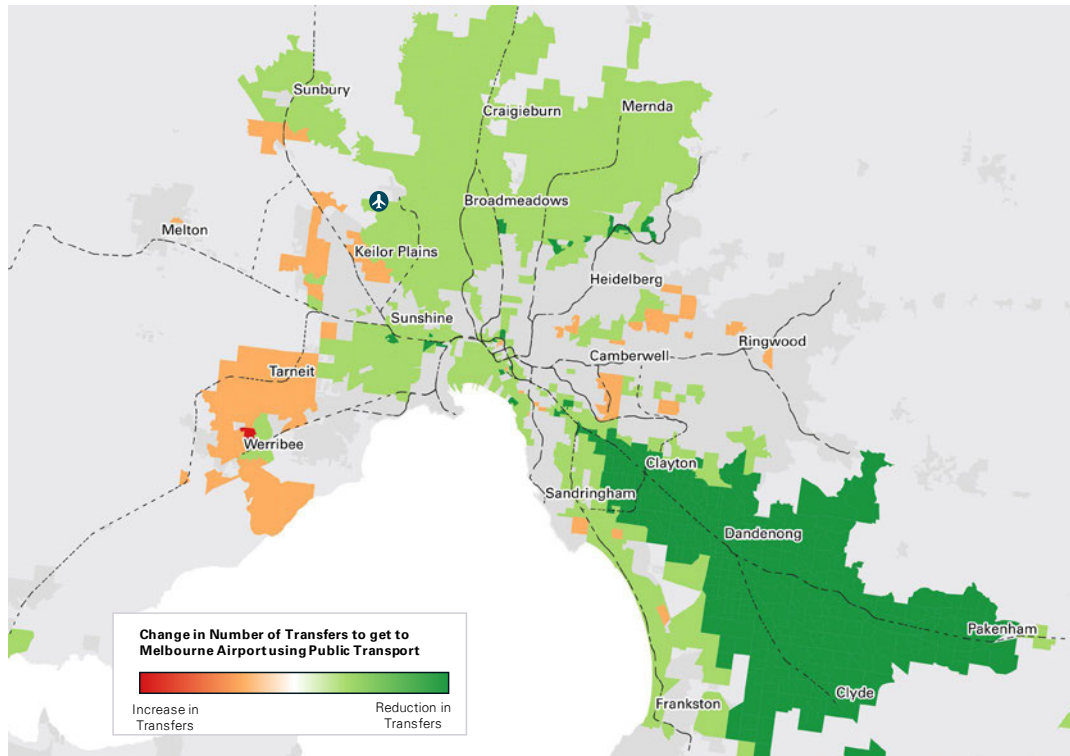 Sunbury
Craigieburn
Mernda
Broadmeadows
Melton
Keilor Plains
Heidelberg
Sunshine
Ringwood
Camberwell
Tarneit
Werribee
Clayton
Sandringham
Dandenong
Pakenham
Clyde
Frankston
Change in Number of Transfers to get to
Melbourne Airport using Public Transport
Increase in
Transfers
Reduction in
Transfers